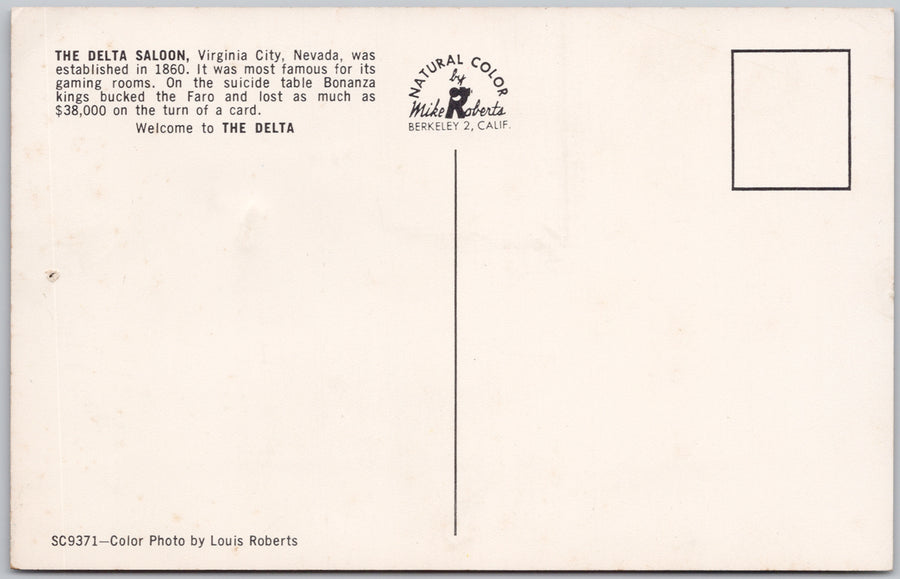 THE DELTA SALOON, Virginia City, Nevada, was
established in 1860. It was most famous for its
gaming rooms. On the suicide table Bonanza
kings bucked the Faro and lost as much as
$38,000 on the turn of a card.
Welcome to THE DELTA
NATURAL COLOR
by
Mike Roberts
BERKELEY 2, CALIF.
SC9371—Color Photo by Louis Roberts